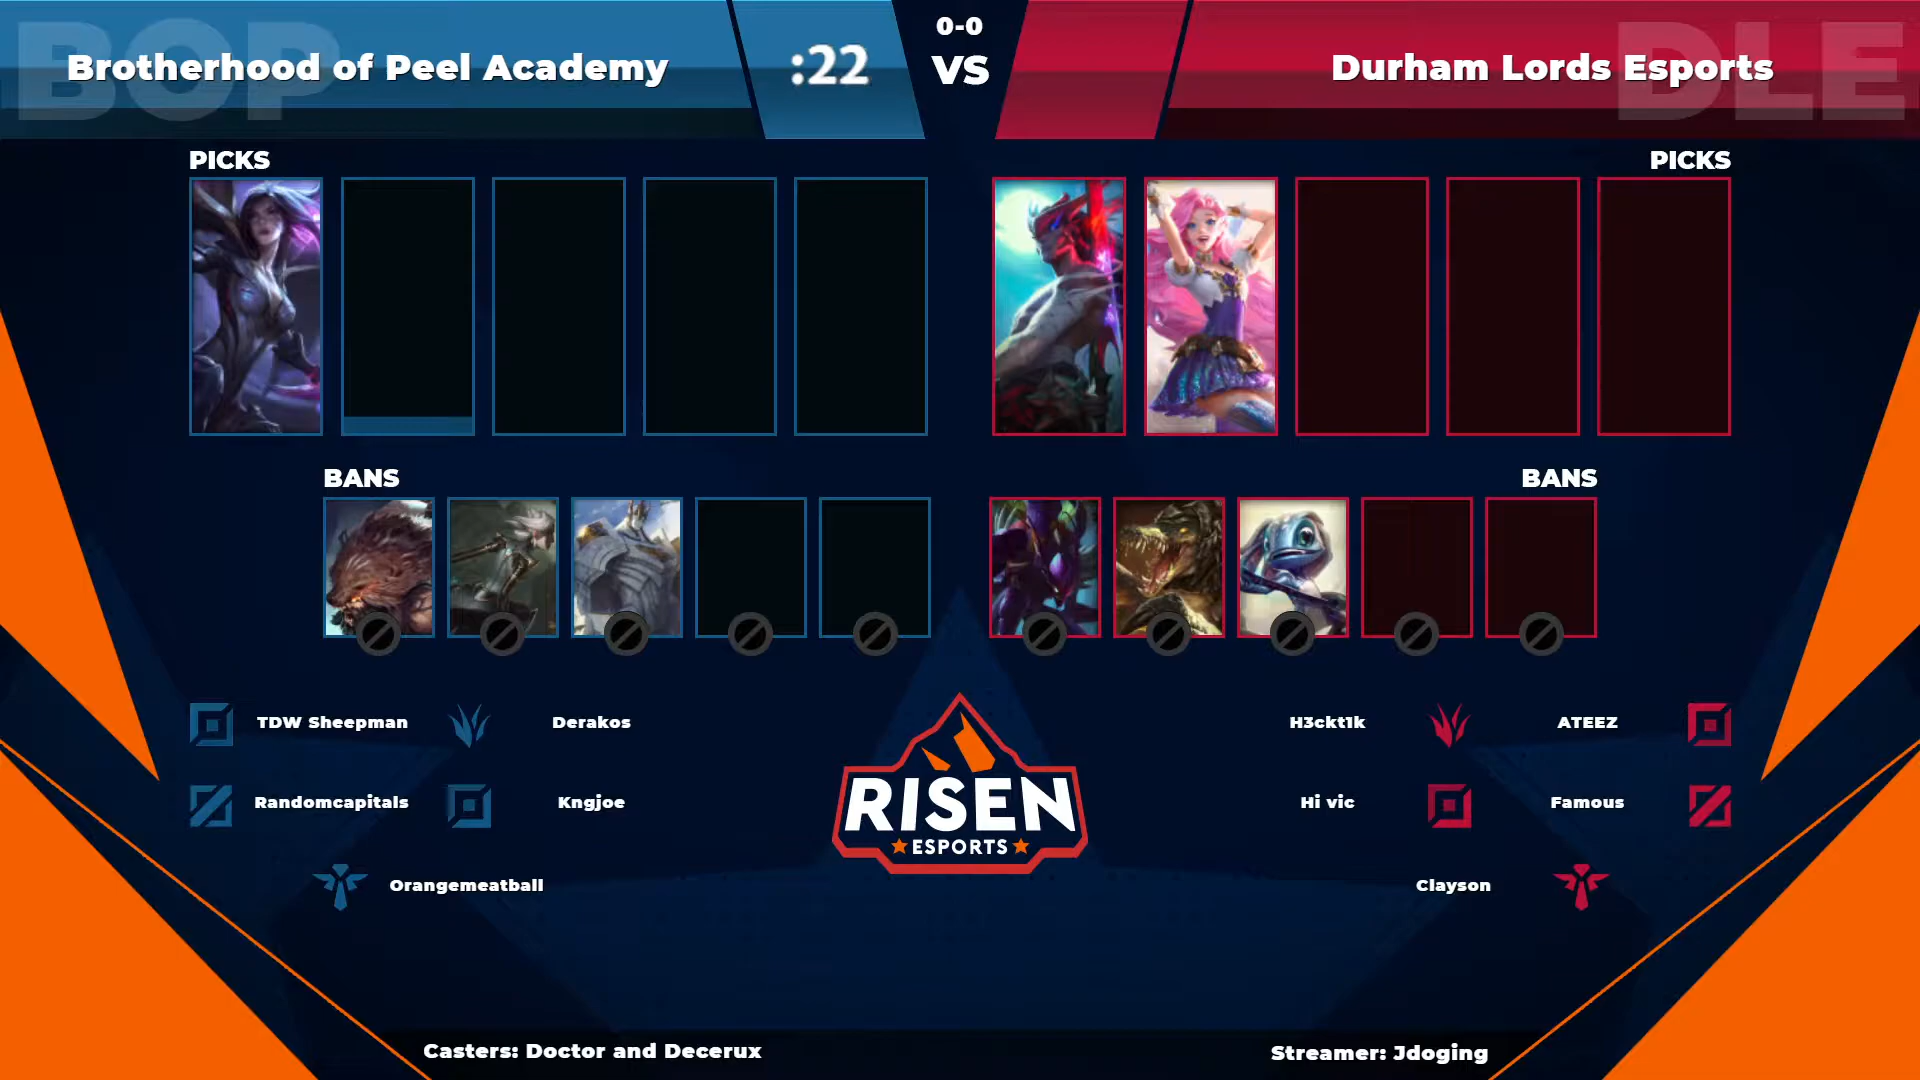 BOP
Brotherhood of Peel Academy
:22
0-0
VS
DLE
Durham Lords Esports
PICKS
PICKS
BANS
BANS
TDW Sheepman
Derakos
H3ckt1k
ATEEZ
Randomcapitals
Kngjoe
Hi vic
Famous
Orangemeatball
Clayson
RISEN
ESPORTS
Casters: Doctor and Decerux
Streamer: Jdoging